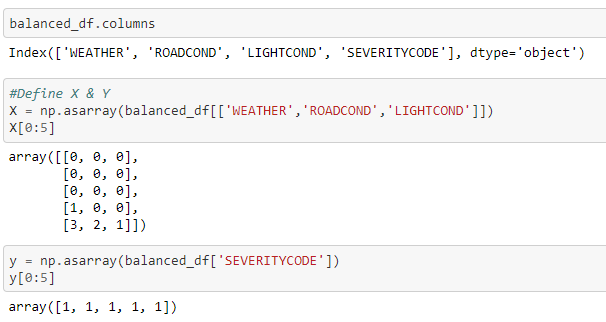 balanced_df.columns
Index(['WEATHER', 'ROADCOND', 'LIGHTCOND', 'SEVERITYCODE'], dtype='object')
#Define X & Y
X = np.asarray(balanced_df[['WEATHER','ROADCOND','LIGHTCOND']])
X[0:5]
array([[0, 0, 0],
       [0, 0, 0],
       [0, 0, 0],
       [1, 0, 0],
       [3, 2, 1]])
y = np.asarray(balanced_df['SEVERITYCODE'])
y[0:5]
array([1, 1, 1, 1, 1])